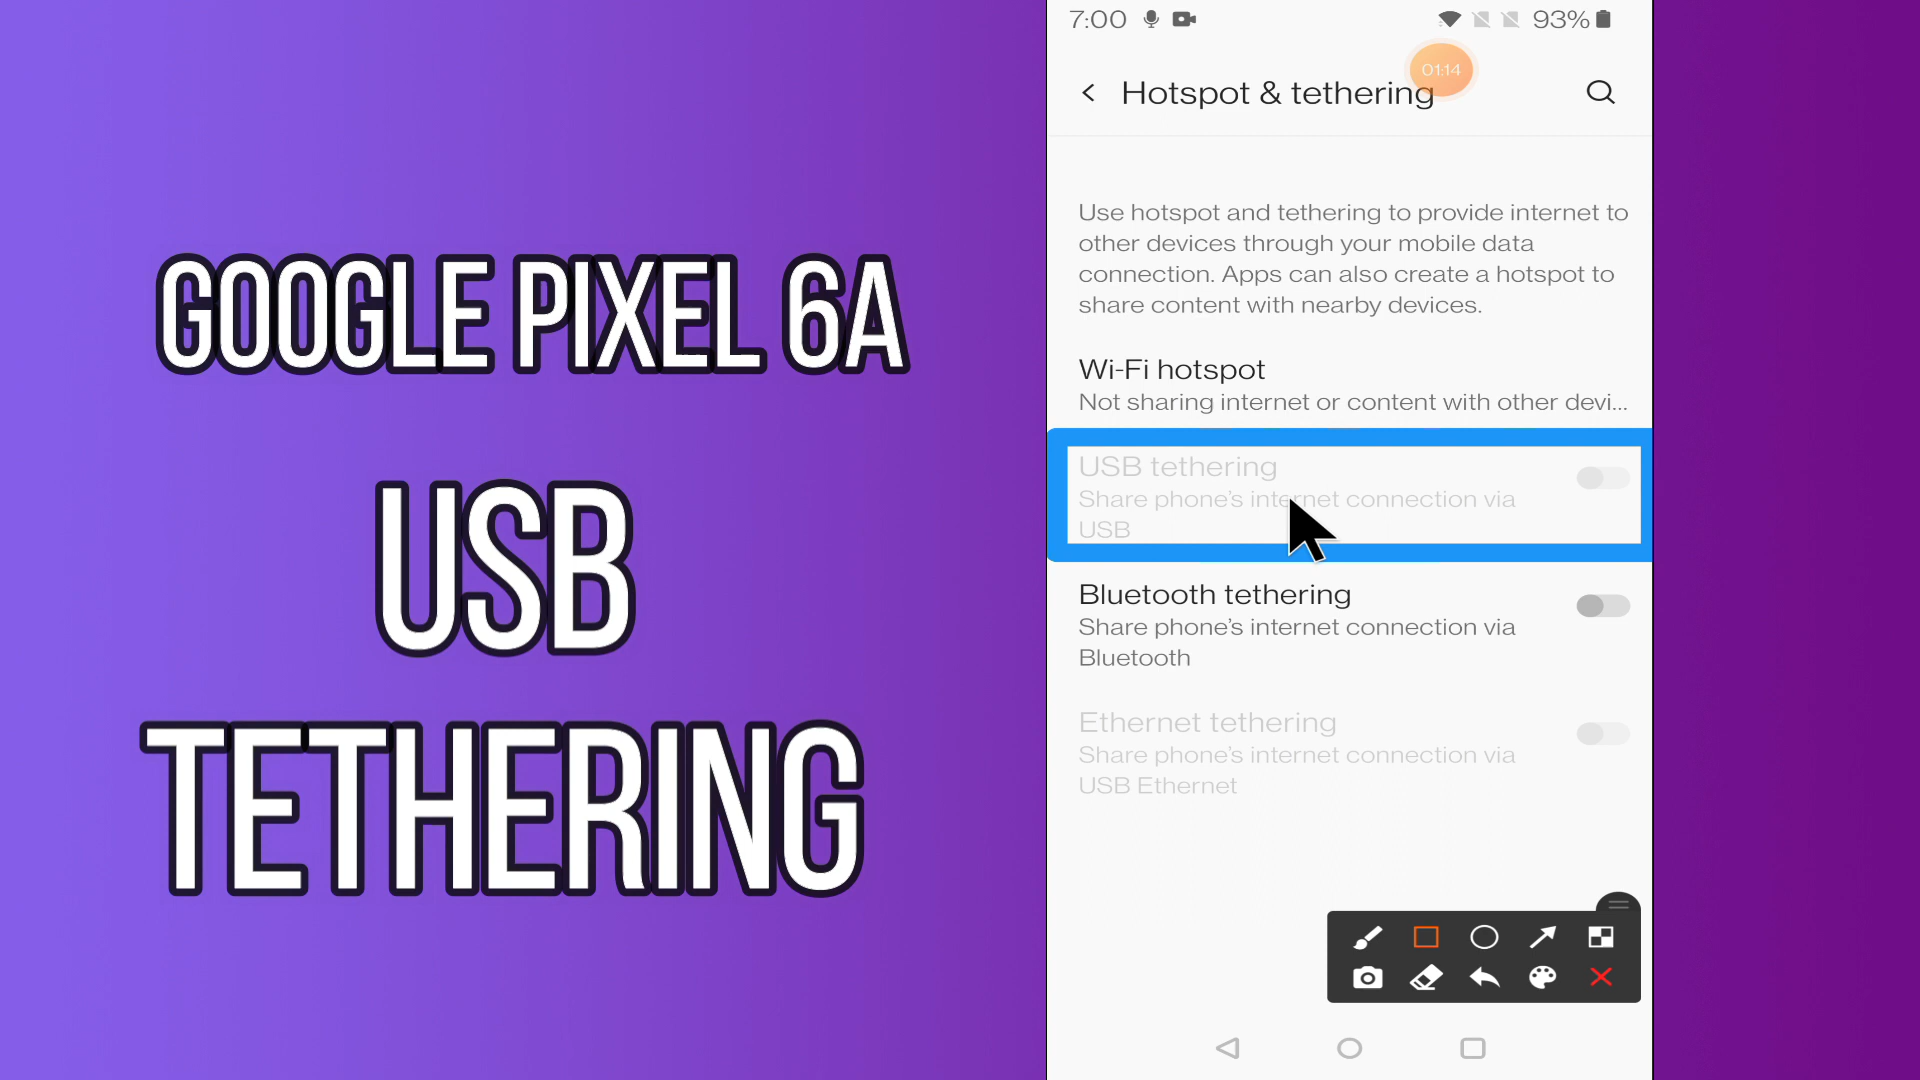 GOOGLE PIXEL 6A
USB
TETHERING
7:00
93%
01:14
Hotspot & tethering
Use hotspot and tethering to provide internet to
other devices through your mobile data
connection. Apps can also create a hotspot to
share content with nearby devices.
Wi-Fi hotspot
Not sharing internet or content with other devi...
USB tethering
Share phone's internet connection via
USB
Bluetooth tethering
Share phone's internet connection via
Bluetooth
Ethernet tethering
Share phone's internet connection via
USB Ethernet